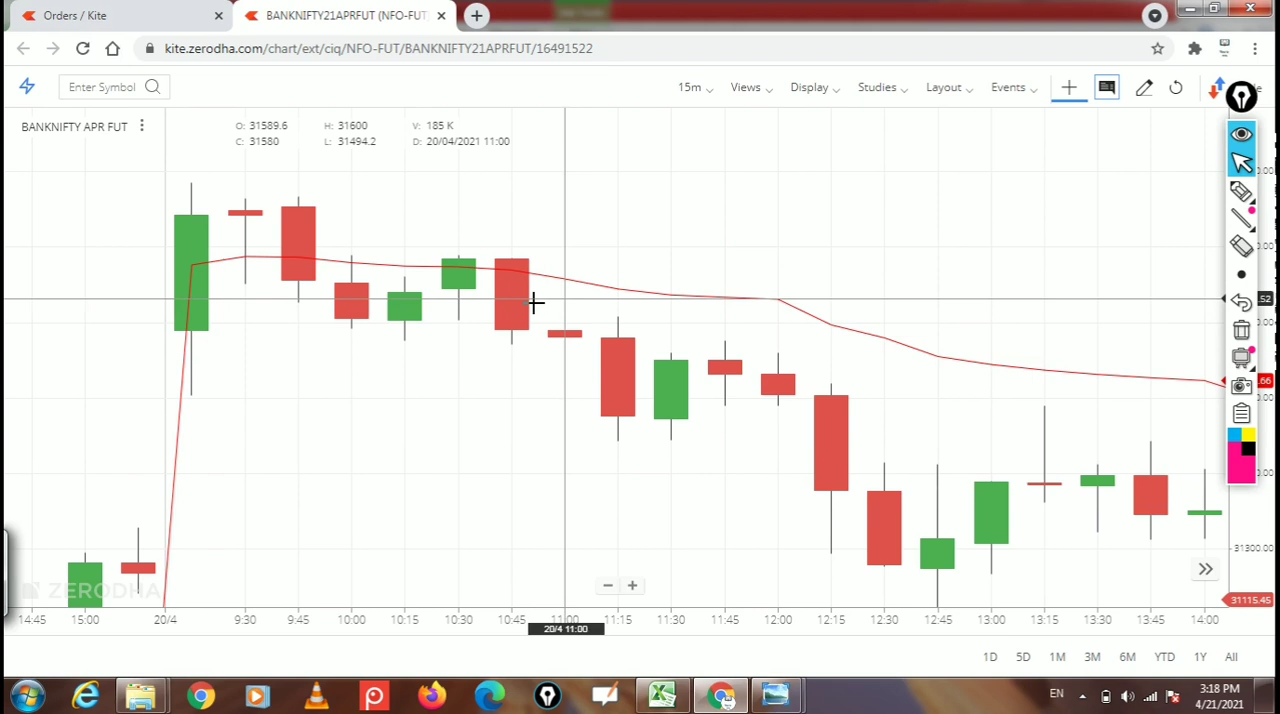 Orders / Kite
BANKNIFTY21APRFUT (NFO-FUT)
kite.zerodha.com/chart/ext/ciq/NFO-FUT/BANKNIFTY21APRFUT/16491522
Enter Symbol
15m Views Display Studies Layout Events
BANKNIFTY APR FUT
O: 31589.6 H: 31600 V: 185 K
C: 31580 L: 31494.2 D: 20/04/2021 11:00
.52
.66
31300.00
ZERODHA
31115.45
14:45 15:00 20/4 9:30 9:45 10:00 10:15 10:30 10:45 11:00 11:15 11:30 11:45 12:00 12:15 12:30 12:45 13:00 13:15 13:30 13:45 14:00
20/4 11:00
1D 5D 1M 3M 6M YTD 1Y All
EN
3:18 PM
4/21/2021